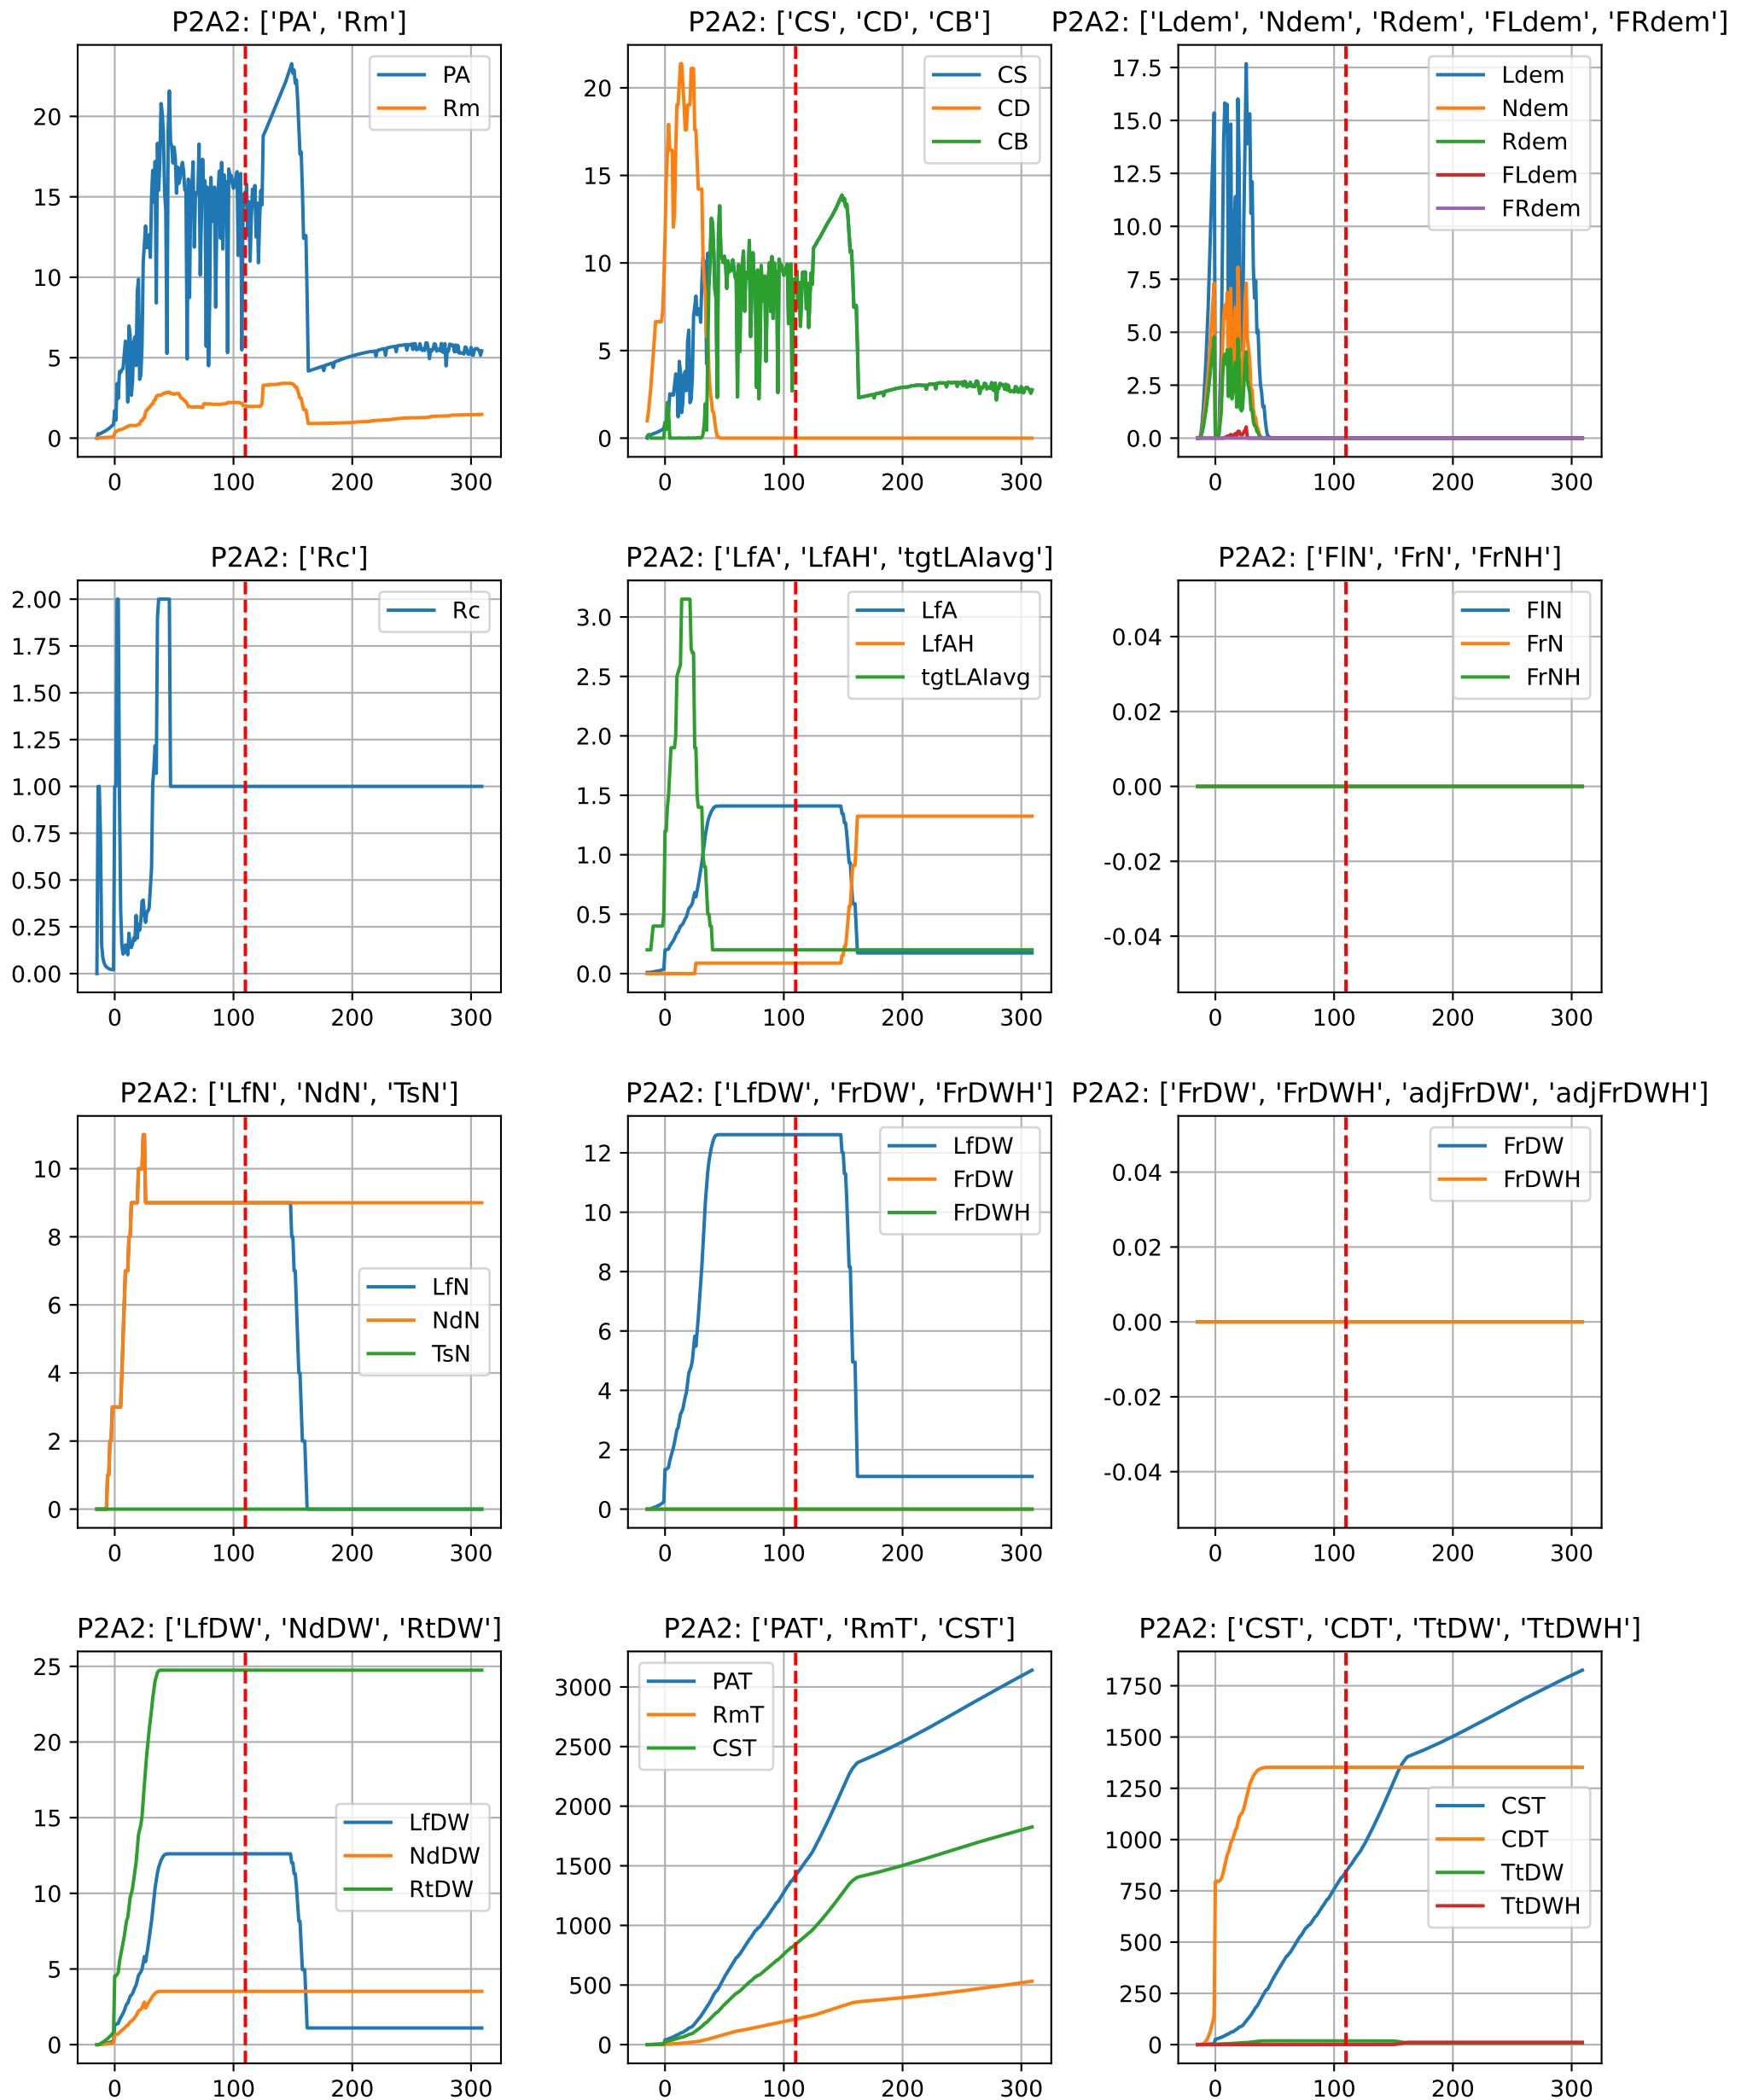 P2A2: ['PA', 'Rm']
PA
Rm
20
15
10
5
0
0 100 200 300
P2A2: ['CS', 'CD', 'CB']
CS
CD
CB
20
15
10
5
0
0 100 200 300
P2A2: ['Ldem', 'Ndem', 'Rdem', 'FLdem', 'FRdem']
Ldem
Ndem
Rdem
FLdem
FRdem
17.5
15.0
12.5
10.0
7.5
5.0
2.5
0.0
0 100 200 300
P2A2: ['Rc']
Rc
2.00
1.75
1.50
1.25
1.00
0.75
0.50
0.25
0.00
0 100 200 300
P2A2: ['LfA', 'LfAH', 'tgtLAIavg']
LfA
LfAH
tgtLAIavg
3.0
2.5
2.0
1.5
1.0
0.5
0.0
0 100 200 300
P2A2: ['FlN', 'FrN', 'FrNH']
FlN
FrN
FrNH
0.04
0.02
0.00
-0.02
-0.04
0 100 200 300
P2A2: ['LfN', 'NdN', 'TsN']
LfN
NdN
TsN
10
8
6
4
2
0
0 100 200 300
P2A2: ['LfDW', 'FrDW', 'FrDWH']
LfDW
FrDW
FrDWH
12
10
8
6
4
2
0
0 100 200 300
P2A2: ['FrDW', 'FrDWH', 'adjFrDW', 'adjFrDWH']
FrDW
FrDWH
0.04
0.02
0.00
-0.02
-0.04
0 100 200 300
P2A2: ['LfDW', 'NdDW', 'RtDW']
LfDW
NdDW
RtDW
25
20
15
10
5
0
0 100 200 300
P2A2: ['PAT', 'RmT', 'CST']
PAT
RmT
CST
3000
2500
2000
1500
1000
500
0
0 100 200 300
P2A2: ['CST', 'CDT', 'TtDW', 'TtDWH']
CST
CDT
TtDW
TtDWH
1750
1500
1250
1000
750
500
250
0
0 100 200 300